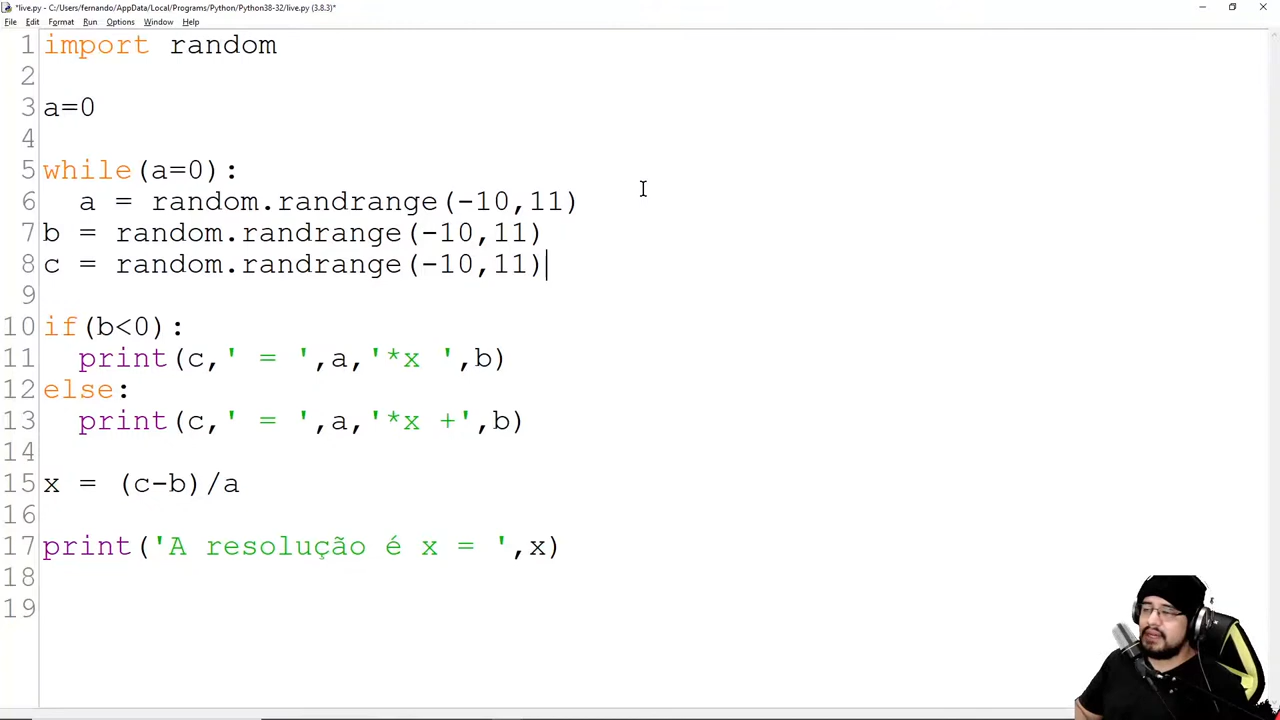 *live.py - C:/Users/fernando/AppData/Local/Programs/Python/Python38-32/live.py (3.8.3)*
File Edit Format Run Options Window Help
1 import random
2
3 a=0
4
5 while(a=0):
6   a = random.randrange(-10,11)
7 b = random.randrange(-10,11)
8 c = random.randrange(-10,11)
9
10 if(b<0):
11   print(c,' = ',a,'*x ',b)
12 else:
13   print(c,' = ',a,'*x +',b)
14
15 x = (c-b)/a
16
17 print('A resolução é x = ',x)
18
19